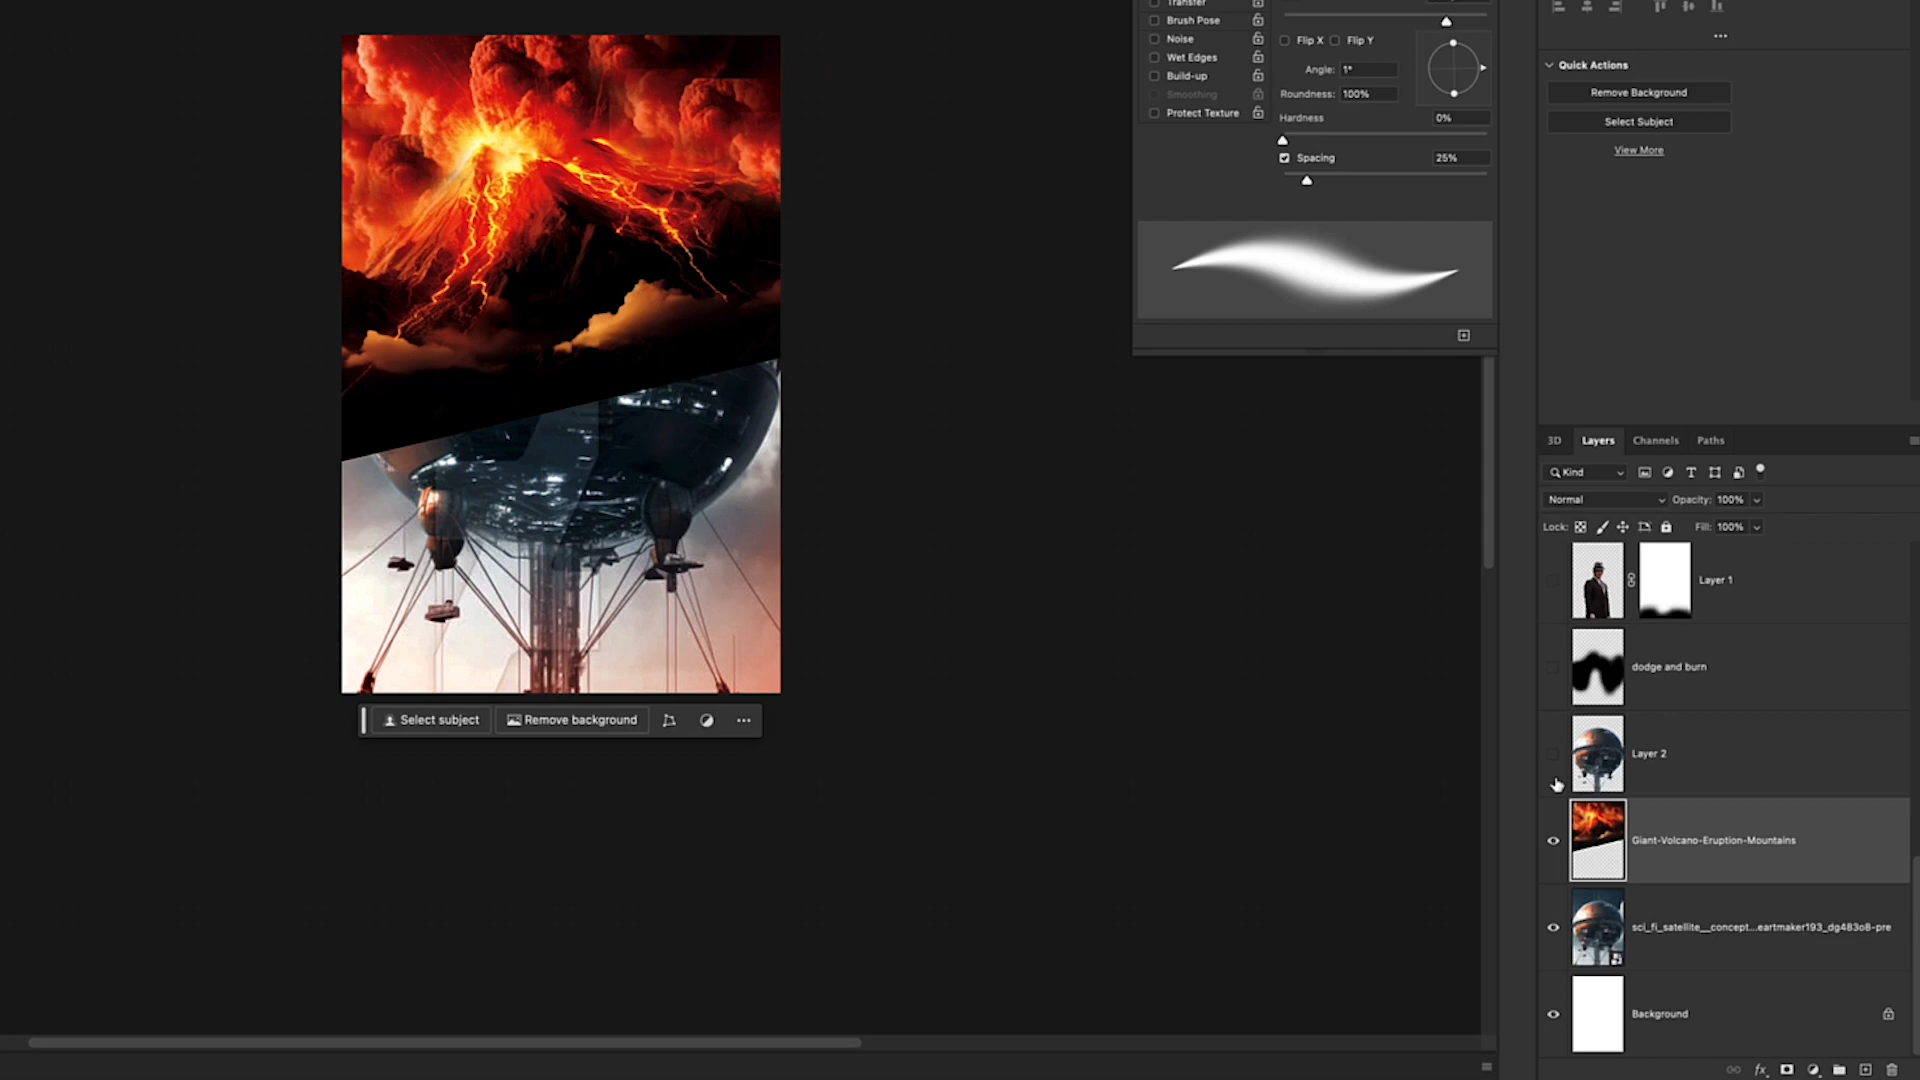 Transfer
Brush Pose
Noise
Wet Edges
Build-up
Smoothing
Protect Texture
Flip X
Flip Y
Angle: 1°
Roundness: 100%
Hardness 0%
Spacing 25%
Quick Actions
Remove Background
Select Subject
View More
Select subject
Remove background
3D Layers Channels Paths
Kind
Normal Opacity: 100%
Lock: Fill: 100%
Layer 1
dodge and burn
Layer 2
Giant-Volcano-Eruption-Mountains
sci_fi_satellite__concept...eartmaker193_dg483o8-pre
Background
fx